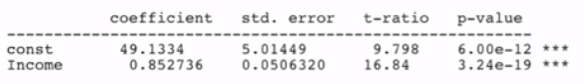 coefficient std. error t-ratio p-value
---------------------------------------------------------
const 49.1334 5.01449 9.798 6.00e-12 ***
Income 0.852736 0.0506320 16.84 3.24e-19 ***